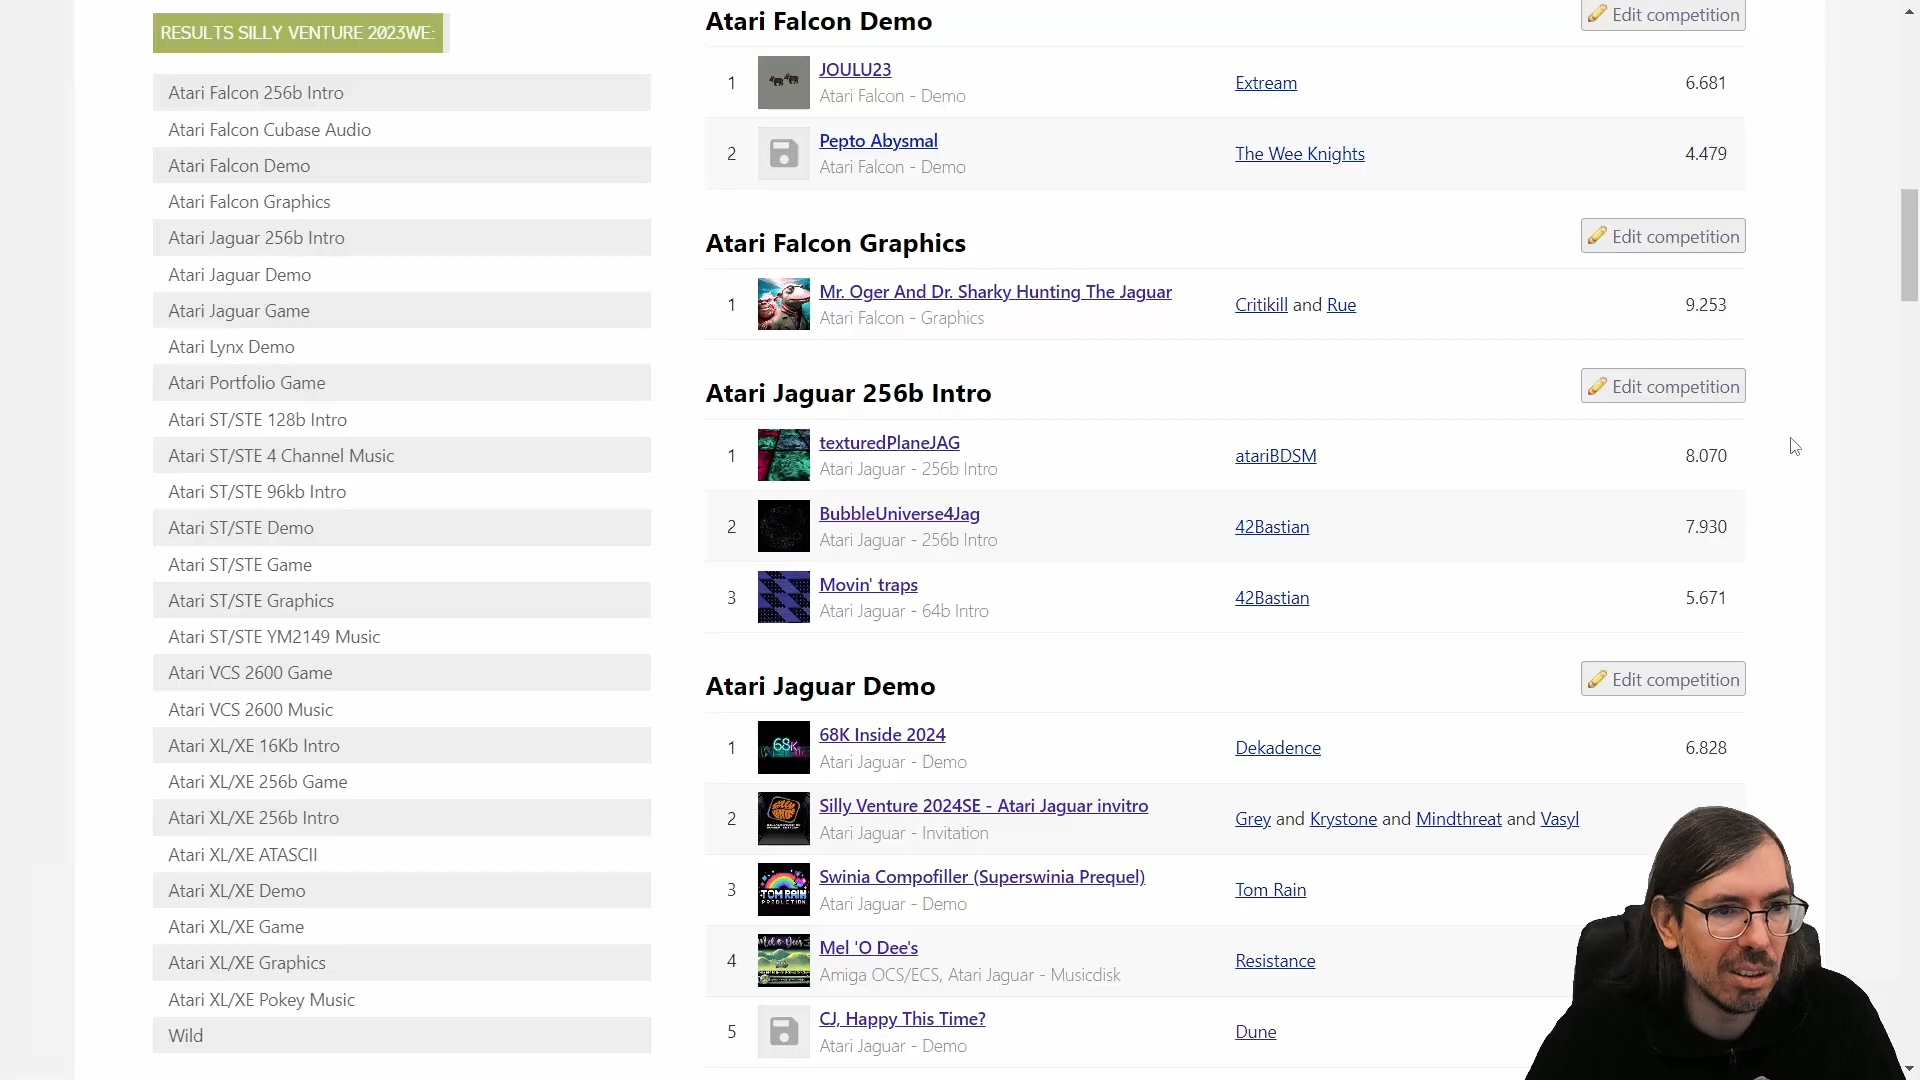 RESULTS SILLY VENTURE 2023WE:
Atari Falcon 256b Intro
Atari Falcon Cubase Audio
Atari Falcon Demo
Atari Falcon Graphics
Atari Jaguar 256b Intro
Atari Jaguar Demo
Atari Jaguar Game
Atari Lynx Demo
Atari Portfolio Game
Atari ST/STE 128b Intro
Atari ST/STE 4 Channel Music
Atari ST/STE 96kb Intro
Atari ST/STE Demo
Atari ST/STE Game
Atari ST/STE Graphics
Atari ST/STE YM2149 Music
Atari VCS 2600 Game
Atari VCS 2600 Music
Atari XL/XE 16Kb Intro
Atari XL/XE 256b Game
Atari XL/XE 256b Intro
Atari XL/XE ATASCII
Atari XL/XE Demo
Atari XL/XE Game
Atari XL/XE Graphics
Atari XL/XE Pokey Music
Wild
Atari Falcon Demo Edit competition
1 JOULU23 Extream 6.681
Atari Falcon - Demo
2 Pepto Abysmal The Wee Knights 4.479
Atari Falcon - Demo
Atari Falcon Graphics Edit competition
1 Mr. Oger And Dr. Sharky Hunting The Jaguar Critikill and Rue 9.253
Atari Falcon - Graphics
Atari Jaguar 256b Intro Edit competition
1 texturedPlaneJAG atariBDSM 8.070
Atari Jaguar - 256b Intro
2 BubbleUniverse4Jag 42Bastian 7.930
Atari Jaguar - 256b Intro
3 Movin' traps 42Bastian 5.671
Atari Jaguar - 64b Intro
Atari Jaguar Demo Edit competition
1 68K 68K Inside 2024 Dekadence 6.828
Atari Jaguar - Demo
2 Silly Venture 2024SE - Atari Jaguar invitro Grey and Krystone and Mindthreat and Vasyl
Atari Jaguar - Invitation
3 TOM RAIN PRODUCTION Swinia Compofiller (Superswinia Prequel) Tom Rain
Atari Jaguar - Demo
4 Mel 'O Dee's Resistance
Amiga OCS/ECS, Atari Jaguar - Musicdisk
5 CJ, Happy This Time? Dune
Atari Jaguar - Demo